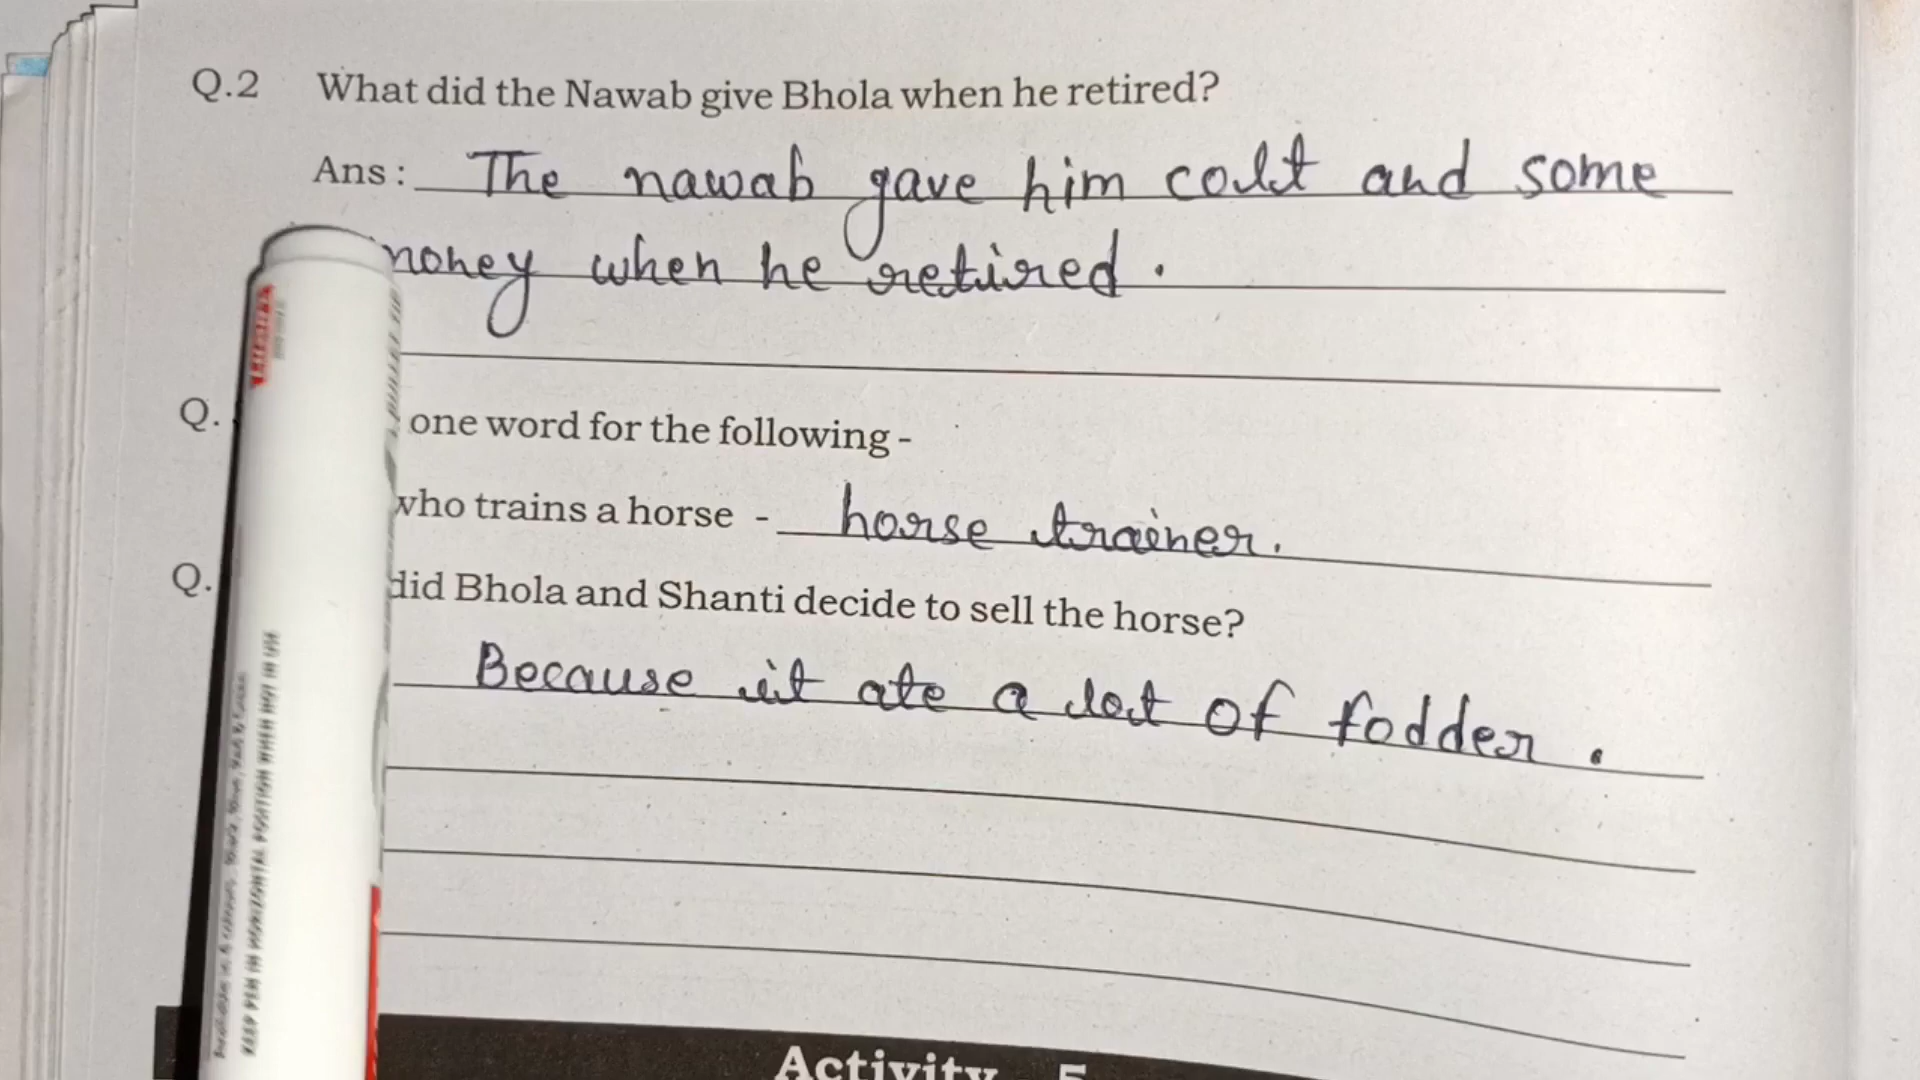 Q.2 What did the Nawab give Bhola when he retired?
Ans : The nawab gave him colt and some
money when he retired.
Q. one word for the following -
who trains a horse - horse trainer.
Q. did Bhola and Shanti decide to sell the horse?
Because it ate a lot of fodder.
Activity 5